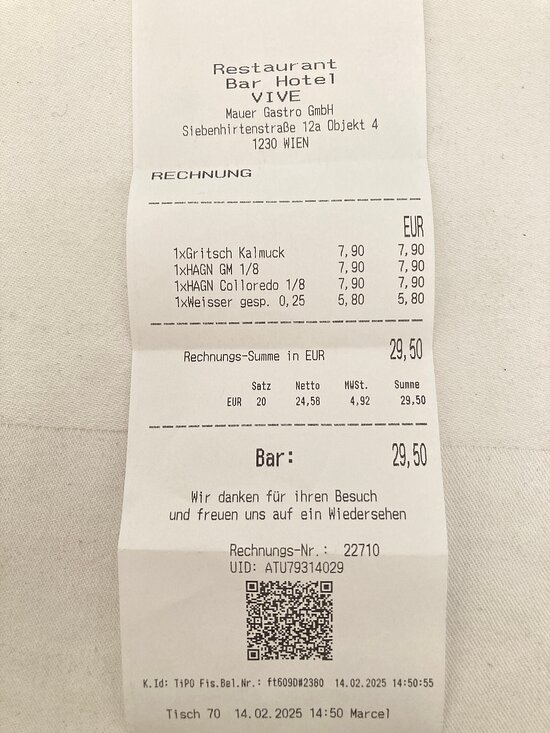 Restaurant
Bar Hotel
VIVE
Mauer Gastro GmbH
Siebenhirtenstraße 12a Objekt 4
1230 WIEN
RECHNUNG
EUR
1xGritsch Kalmuck 7,90 7,90
1xHAGN GM 1/8 7,90 7,90
1xHAGN Colloredo 1/8 7,90 7,90
1xWeisser gesp. 0,25 5,80 5,80
Rechnungs-Summe in EUR 29,50
Satz Netto MWSt. Summe
EUR 20 24,58 4,92 29,50
Bar: 29,50
Wir danken für ihren Besuch
und freuen uns auf ein Wiedersehen
Rechnungs-Nr.: 22710
UID: ATU79314029
K.Id: TiPO Fis.Bel.Nr.: ft609D#2380 14.02.2025 14:50:55
Tisch 70 14.02.2025 14:50 Marcel